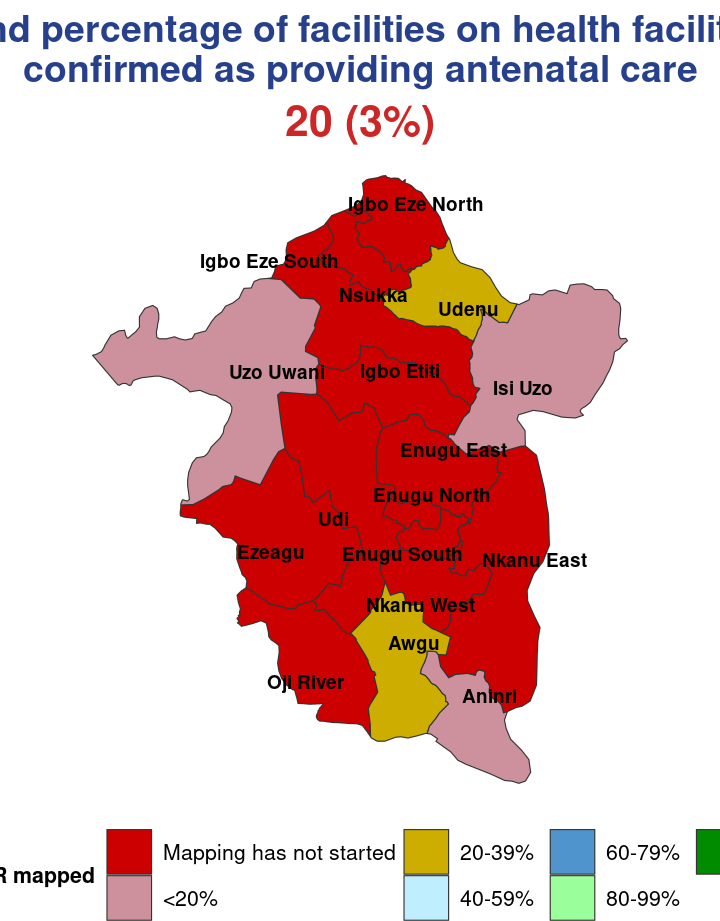 nd percentage of facilities on health facilit
confirmed as providing antenatal care
20 (3%)
Igbo Eze North
Igbo Eze South
Nsukka
Udenu
Uzo Uwani
Igbo Etiti
Isi Uzo
Enugu East
Enugu North
Udi
Ezeagu
Enugu South
Nkanu East
Nkanu West
Awgu
Oji River
Aninri
R mapped
Mapping has not started
20-39%
60-79%
<20%
40-59%
80-99%